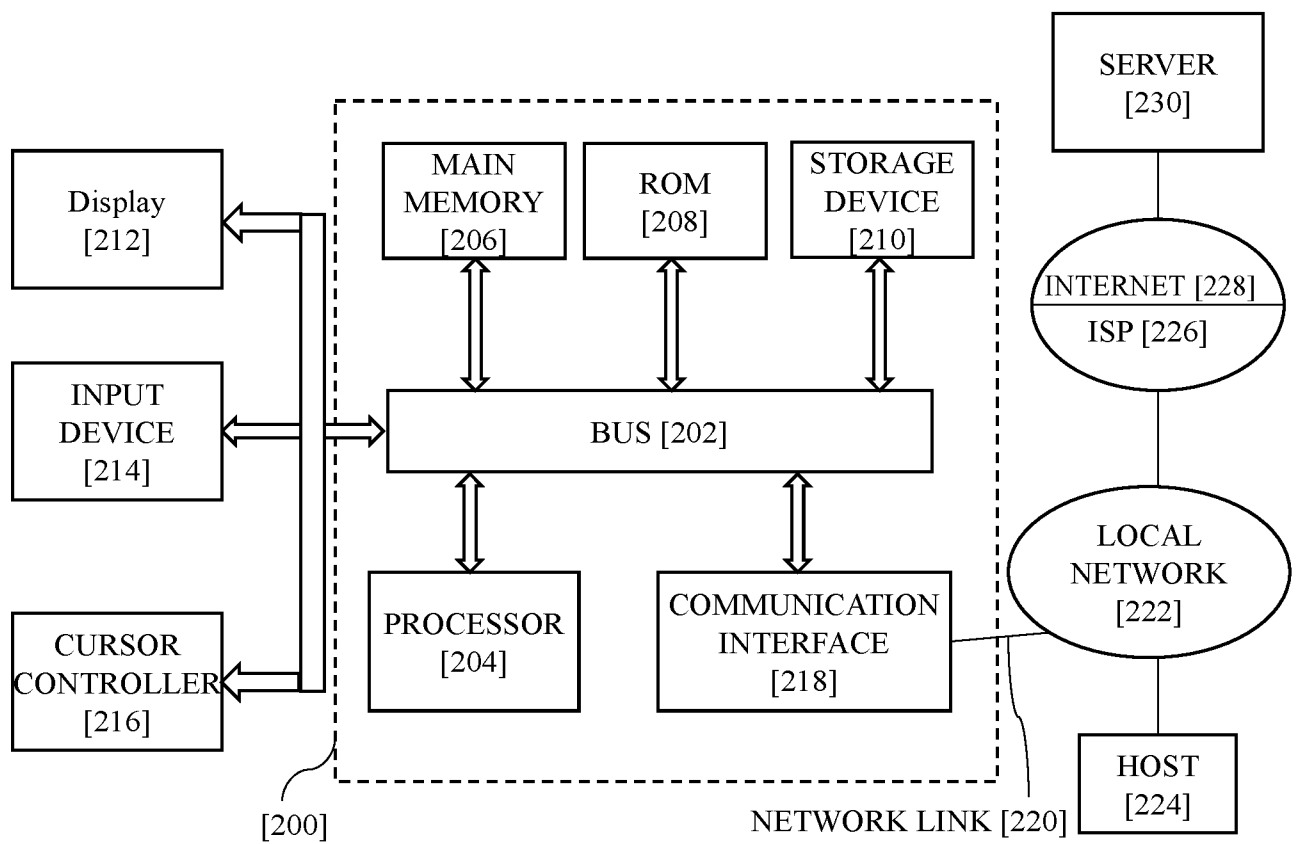 SERVER
[230]
MAIN
MEMORY
[206]
ROM
[208]
STORAGE
DEVICE
[210]
Display
[212]
INTERNET [228]
ISP [226]
INPUT
DEVICE
[214]
BUS [202]
LOCAL
NETWORK
[222]
PROCESSOR
[204]
COMMUNICATION
INTERFACE
[218]
CURSOR
CONTROLLER
[216]
HOST
[224]
[200]
NETWORK LINK [220]